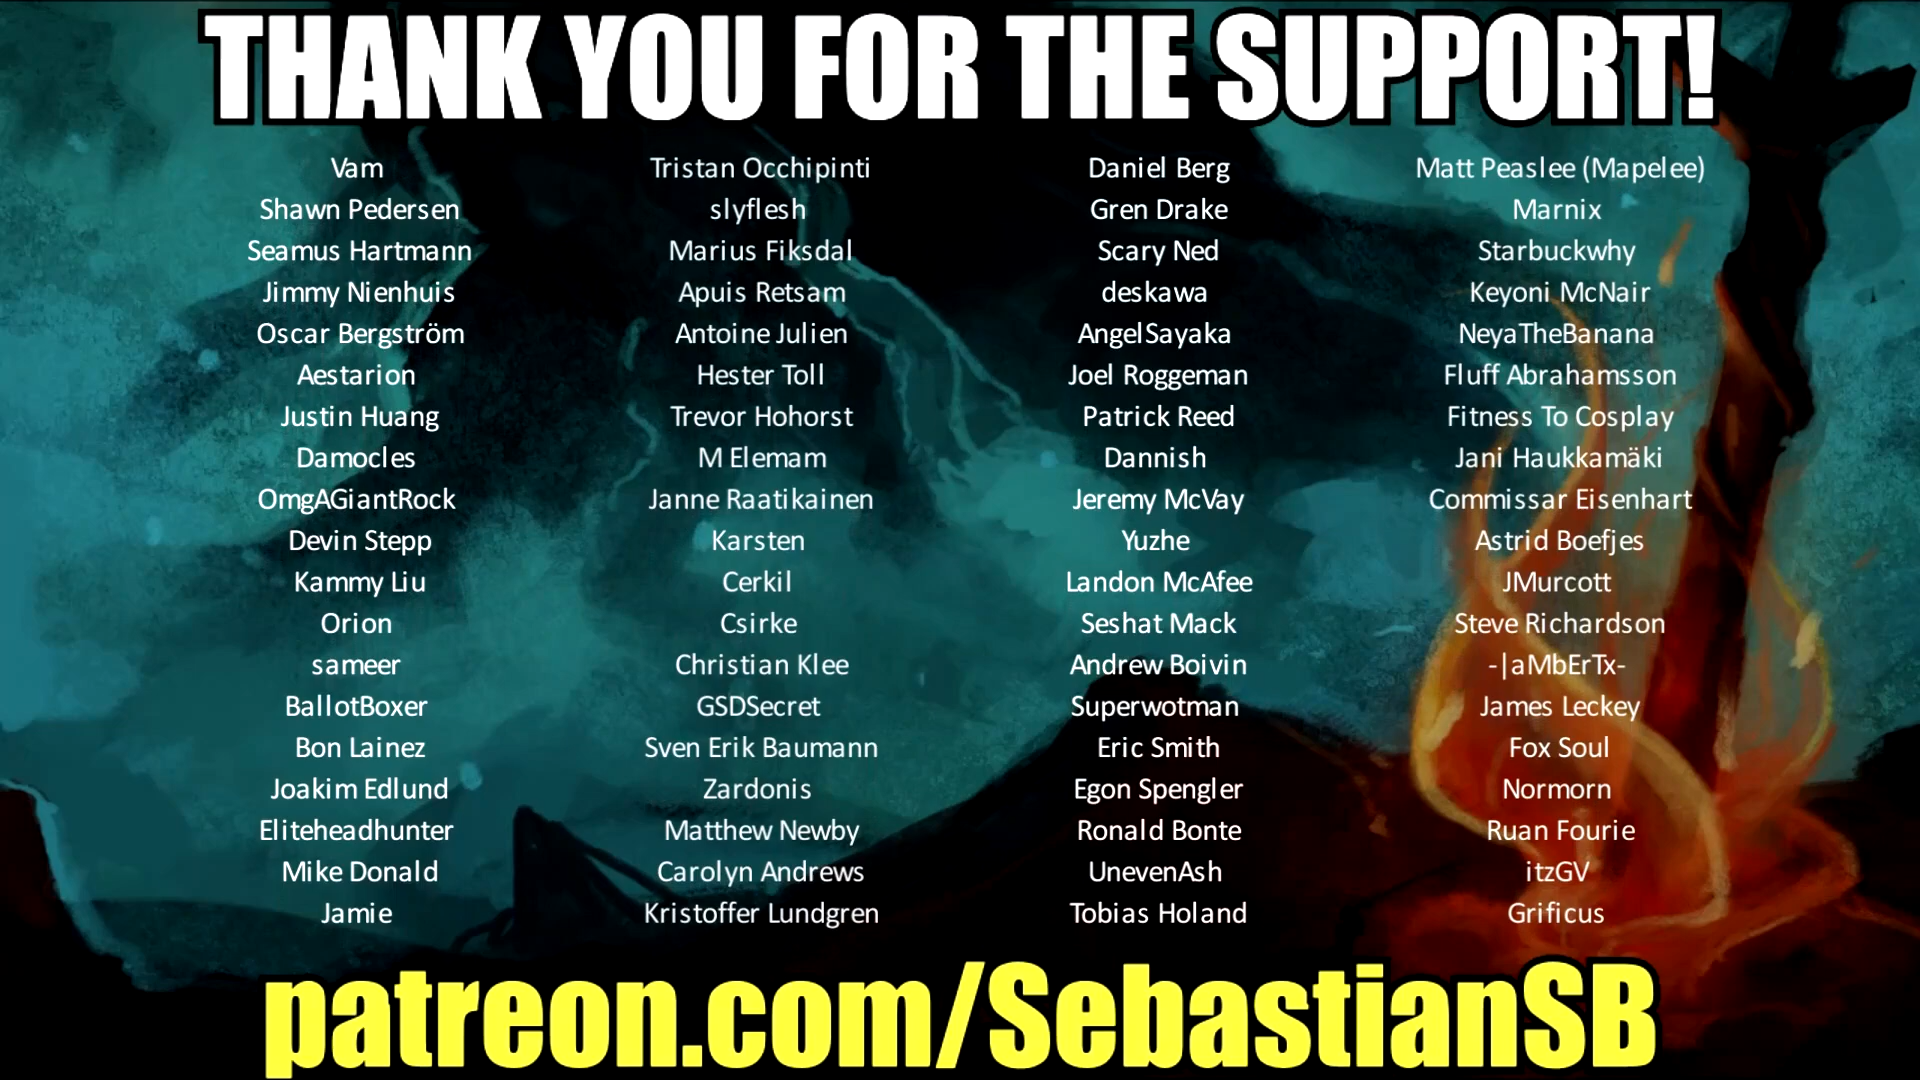 THANK YOU FOR THE SUPPORT!
Vam
Shawn Pedersen
Seamus Hartmann
Jimmy Nienhuis
Oscar Bergström
Aestarion
Justin Huang
Damocles
OmgAGiantRock
Devin Stepp
Kammy Liu
Orion
sameer
BallotBoxer
Bon Lainez
Joakim Edlund
Eliteheadhunter
Mike Donald
Jamie
Tristan Occhipinti
slyflesh
Marius Fiksdal
Apuis Retsam
Antoine Julien
Hester Toll
Trevor Hohorst
M Elemam
Janne Raatikainen
Karsten
Cerkil
Csirke
Christian Klee
GSDSecret
Sven Erik Baumann
Zardonis
Matthew Newby
Carolyn Andrews
Kristoffer Lundgren
Daniel Berg
Gren Drake
Scary Ned
deskawa
AngelSayaka
Joel Roggeman
Patrick Reed
Dannish
Jeremy McVay
Yuzhe
Landon McAfee
Seshat Mack
Andrew Boivin
Superwotman
Eric Smith
Egon Spengler
Ronald Bonte
UnevenAsh
Tobias Holand
Matt Peaslee (Mapelee)
Marnix
Starbuckwhy
Keyoni McNair
NeyaTheBanana
Fluff Abrahamsson
Fitness To Cosplay
Jani Haukkamäki
Commissar Eisenhart
Astrid Boefjes
JMurcott
Steve Richardson
-|aMbErTx-
James Leckey
Fox Soul
Normorn
Ruan Fourie
itzGV
Grificus
patreon.com/SebastianSB